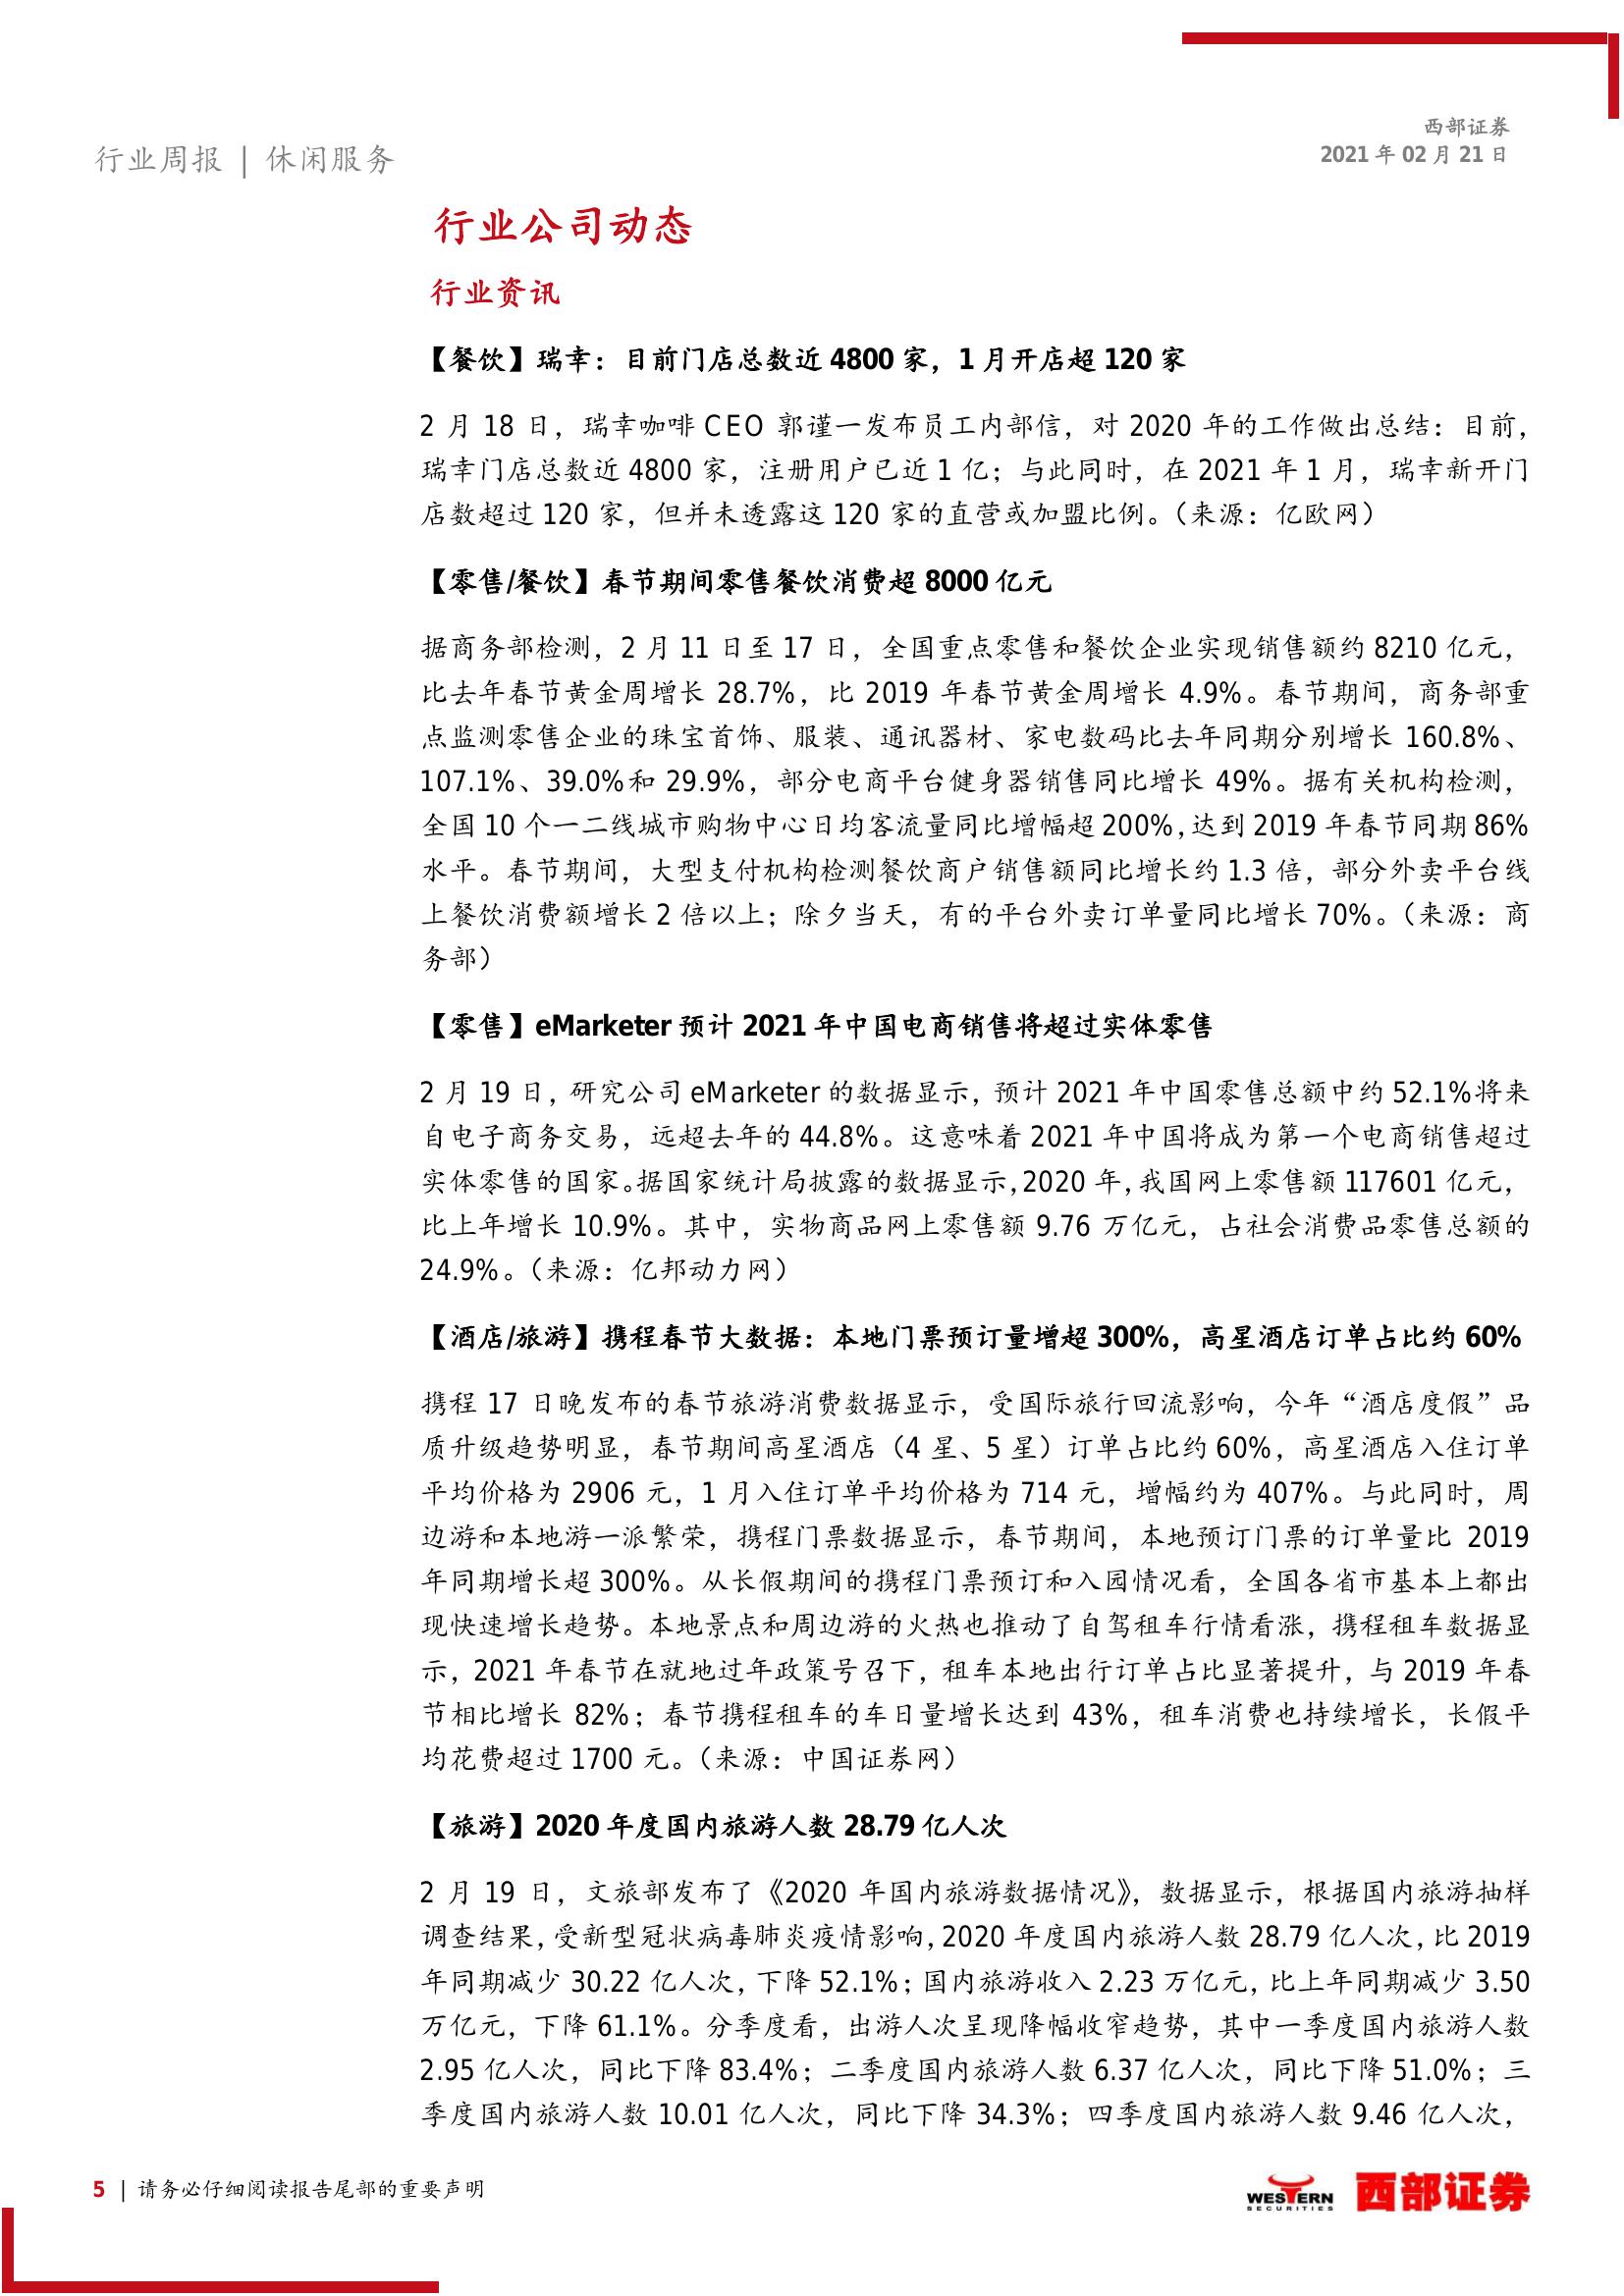 西部证券
2021 年 02 月 21 日
行业周报 | 休闲服务
行业公司动态
行业资讯
【餐饮】瑞幸：目前门店总数近 4800 家，1 月开店超 120 家
2 月 18 日，瑞幸咖啡 CEO 郭谨一发布员工内部信，对 2020 年的工作做出总结：目前，
瑞幸门店总数近 4800 家，注册用户已近 1 亿；与此同时，在 2021 年 1 月，瑞幸新开门
店数超过 120 家，但并未透露这 120 家的直营或加盟比例。（来源：亿欧网）
【零售/餐饮】春节期间零售餐饮消费超 8000 亿元
据商务部检测，2 月 11 日至 17 日，全国重点零售和餐饮企业实现销售额约 8210 亿元，
比去年春节黄金周增长 28.7%，比 2019 年春节黄金周增长 4.9%。春节期间，商务部重
点监测零售企业的珠宝首饰、服装、通讯器材、家电数码比去年同期分别增长 160.8%、
107.1%、39.0%和 29.9%，部分电商平台健身器销售同比增长 49%。据有关机构检测，
全国 10 个一二线城市购物中心日均客流量同比增幅超 200%，达到 2019 年春节同期 86%
水平。春节期间，大型支付机构检测餐饮商户销售额同比增长约 1.3 倍，部分外卖平台线
上餐饮消费额增长 2 倍以上；除夕当天，有的平台外卖订单量同比增长 70%。（来源：商
务部）
【零售】eMarketer 预计 2021 年中国电商销售将超过实体零售
2 月 19 日，研究公司 eMarketer 的数据显示，预计 2021 年中国零售总额中约 52.1%将来
自电子商务交易，远超去年的 44.8%。这意味着 2021 年中国将成为第一个电商销售超过
实体零售的国家。据国家统计局披露的数据显示，2020 年，我国网上零售额 117601 亿元，
比上年增长 10.9%。其中，实物商品网上零售额 9.76 万亿元，占社会消费品零售总额的
24.9%。（来源：亿邦动力网）
【酒店/旅游】携程春节大数据：本地门票预订量增超 300%，高星酒店订单占比约 60%
携程 17 日晚发布的春节旅游消费数据显示，受国际旅行回流影响，今年“酒店度假”品
质升级趋势明显，春节期间高星酒店（4 星、5 星）订单占比约 60%，高星酒店入住订单
平均价格为 2906 元，1 月入住订单平均价格为 714 元，增幅约为 407%。与此同时，周
边游和本地游一派繁荣，携程门票数据显示，春节期间，本地预订门票的订单量比 2019
年同期增长超 300%。从长假期间的携程门票预订和入园情况看，全国各省市基本上都出
现快速增长趋势。本地景点和周边游的火热也推动了自驾租车行情看涨，携程租车数据显
示，2021 年春节在就地过年政策号召下，租车本地出行订单占比显著提升，与 2019 年春
节相比增长 82%；春节携程租车的车日量增长达到 43%，租车消费也持续增长，长假平
均花费超过 1700 元。（来源：中国证券网）
【旅游】2020 年度国内旅游人数 28.79 亿人次
2 月 19 日，文旅部发布了《2020 年国内旅游数据情况》，数据显示，根据国内旅游抽样
调查结果，受新型冠状病毒肺炎疫情影响，2020 年度国内旅游人数 28.79 亿人次，比 2019
年同期减少 30.22 亿人次，下降 52.1%；国内旅游收入 2.23 万亿元，比上年同期减少 3.50
万亿元，下降 61.1%。分季度看，出游人次呈现降幅收窄趋势，其中一季度国内旅游人数
2.95 亿人次，同比下降 83.4%；二季度国内旅游人数 6.37 亿人次，同比下降 51.0%；三
季度国内旅游人数 10.01 亿人次，同比下降 34.3%；四季度国内旅游人数 9.46 亿人次，
5 | 请务必仔细阅读报告尾部的重要声明
WESTERN
SECURITIES
西部证券